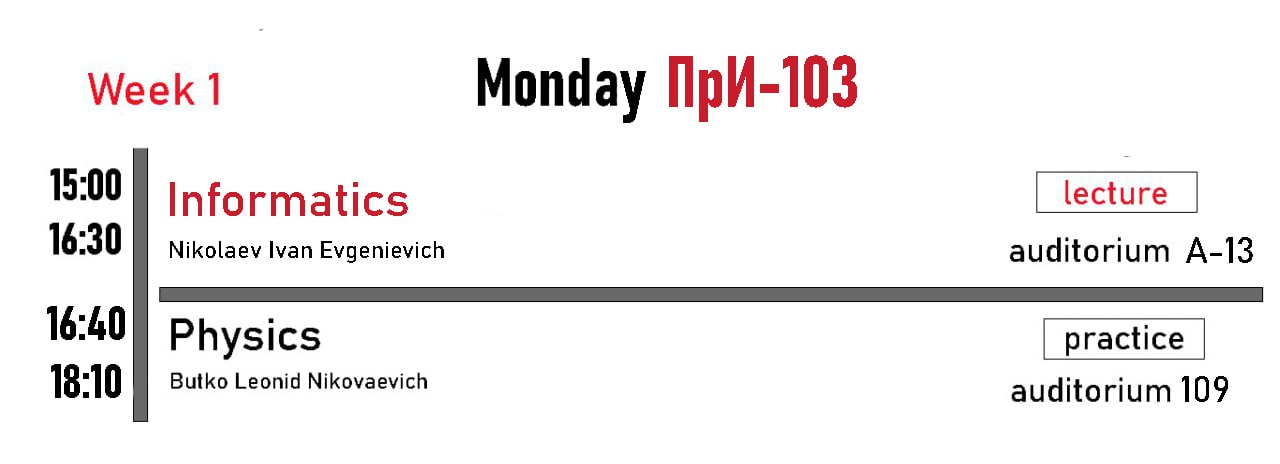 Week 1
Monday ПрИ-103
15:00
16:30
Informatics
Nikolaev Ivan Evgenievich
lecture
auditorium A-13
16:40
18:10
Physics
Butko Leonid Nikovaevich
practice
auditorium 109